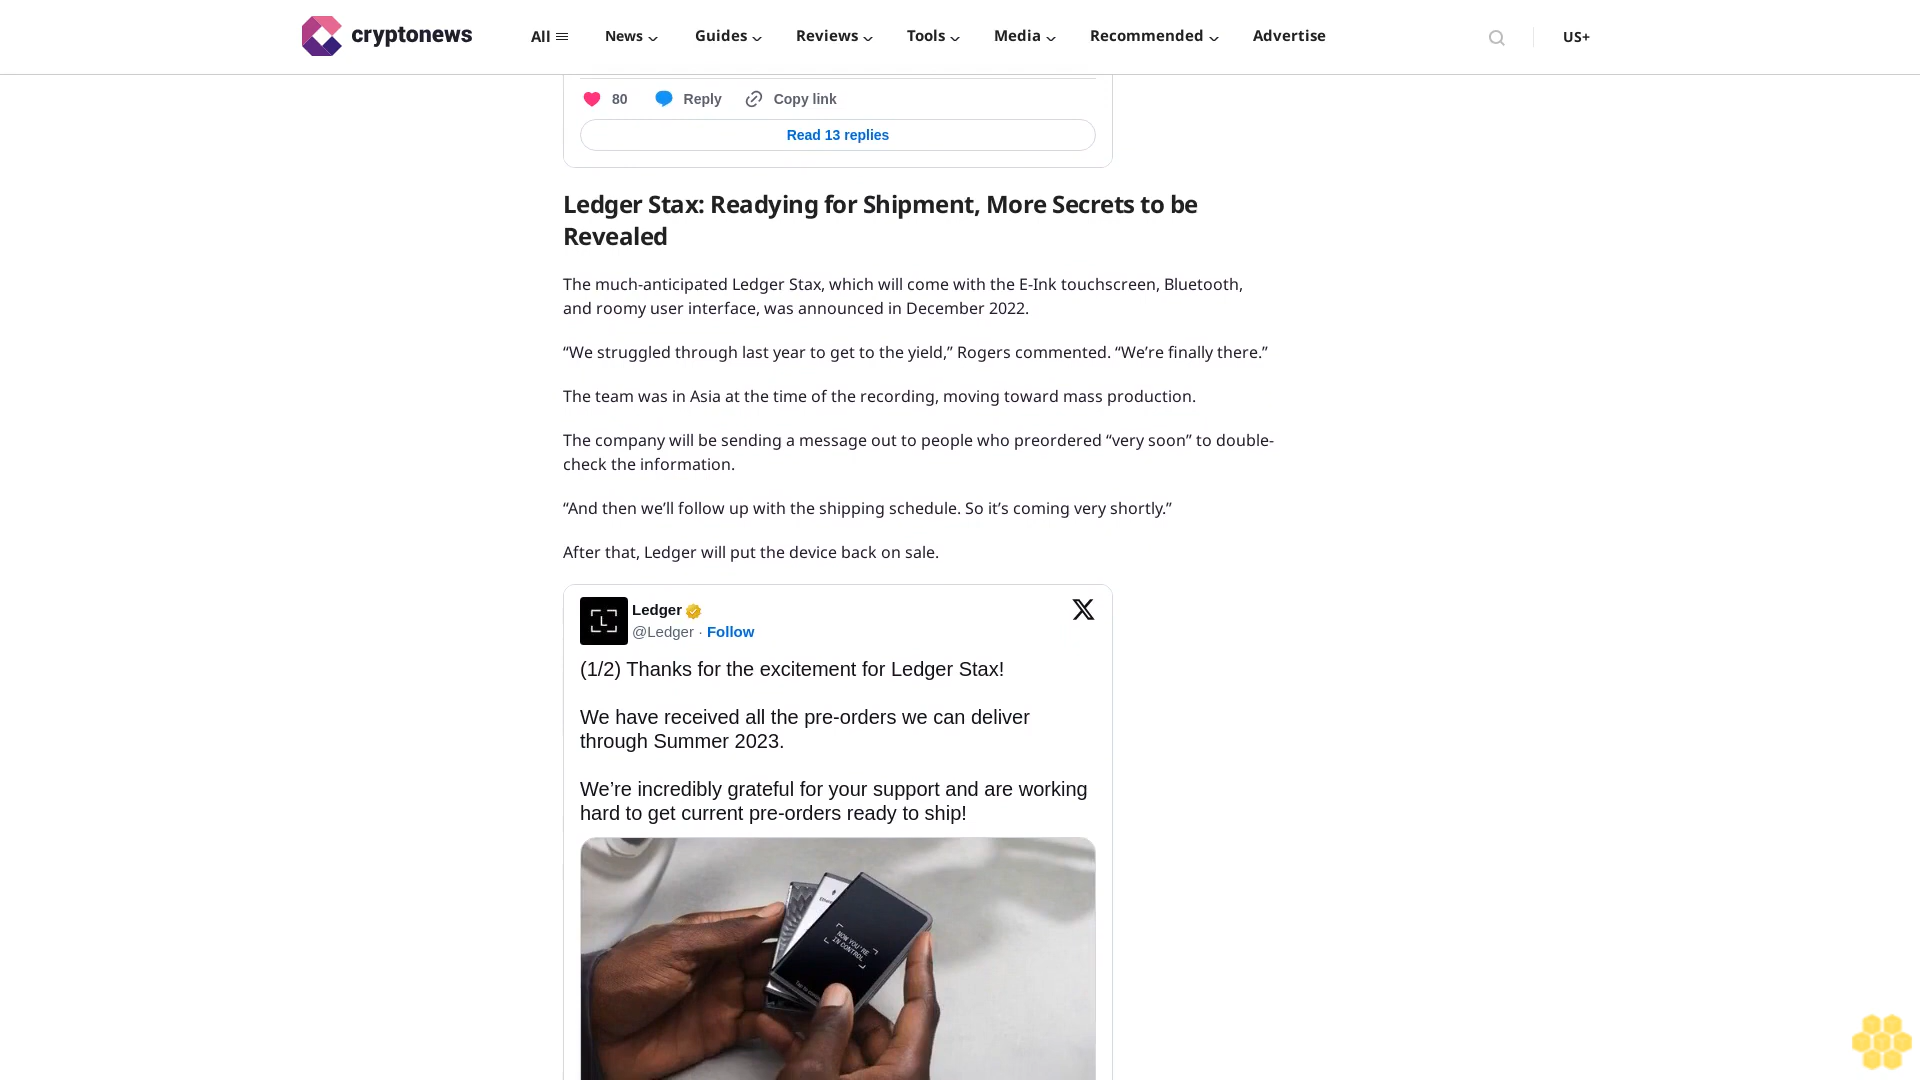 cryptonews
All
News
Guides
Reviews
Tools
Media
Recommended
Advertise
US+
80
Reply
Copy link
Read 13 replies
Ledger Stax: Readying for Shipment, More Secrets to be
Revealed
The much-anticipated Ledger Stax, which will come with the E-Ink touchscreen, Bluetooth,
and roomy user interface, was announced in December 2022.
“We struggled through last year to get to the yield,” Rogers commented. “We’re finally there.”
The team was in Asia at the time of the recording, moving toward mass production.
The company will be sending a message out to people who preordered “very soon” to double-
check the information.
“And then we’ll follow up with the shipping schedule. So it’s coming very shortly.”
After that, Ledger will put the device back on sale.
Ledger
@Ledger · Follow
(1/2) Thanks for the excitement for Ledger Stax!
We have received all the pre-orders we can deliver
through Summer 2023.
We’re incredibly grateful for your support and are working
hard to get current pre-orders ready to ship!
NOW YOU'RE
IN CONTROL